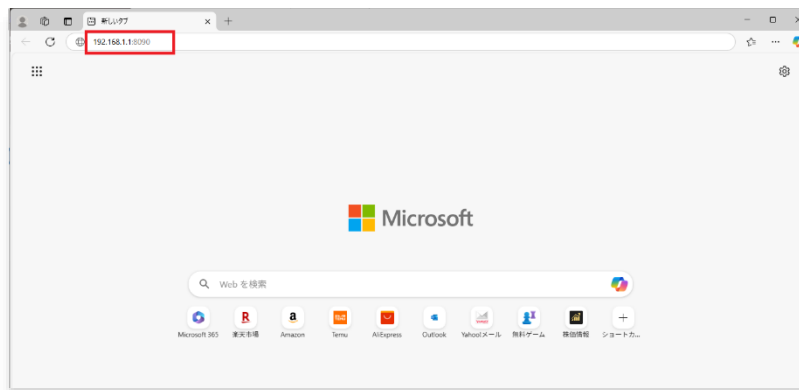 新しいタブ
192.168.1.1:8090
Microsoft
Web を検索
Microsoft 365 楽天市場 Amazon Temu AliExpress Outlook Yahoo!メール 無料ゲーム 株価情報 ショートカ...